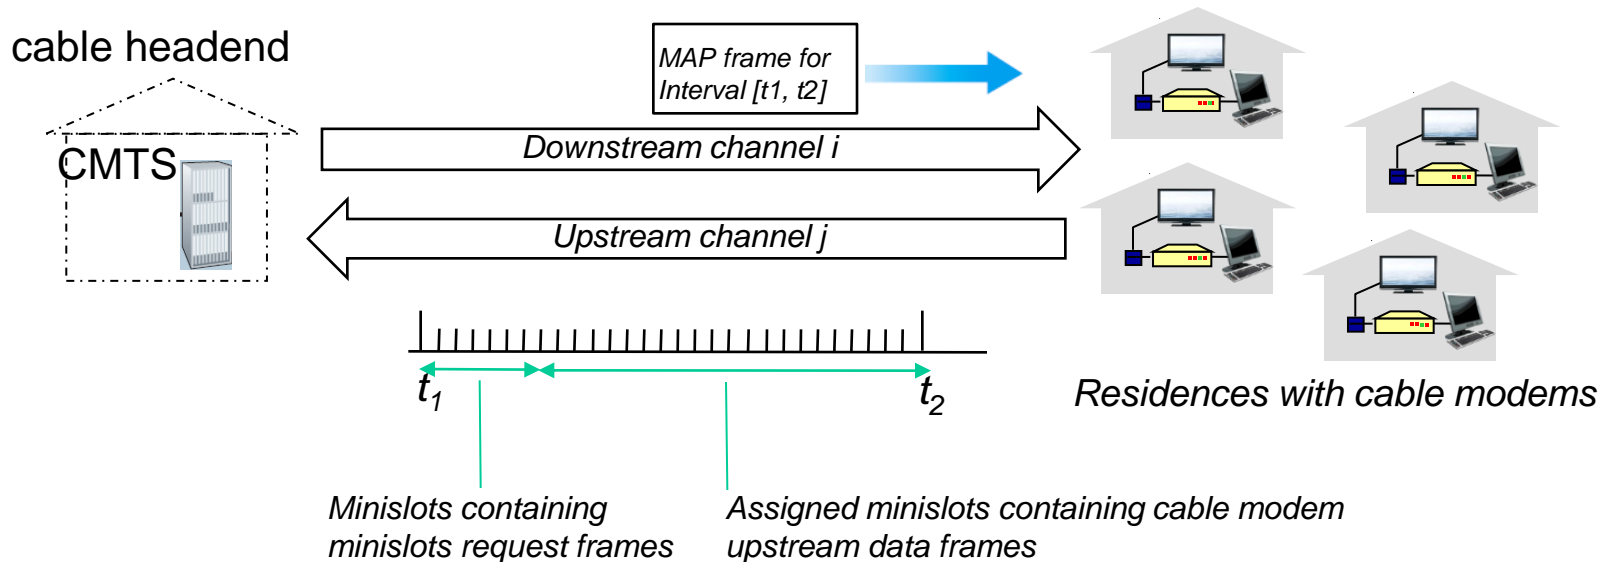 cable headend
MAP frame for
Interval [t1, t2]
CMTS
Downstream channel i
Upstream channel j
t1
t2
Residences with cable modems
Minislots containing
minislots request frames
Assigned minislots containing cable modem
upstream data frames